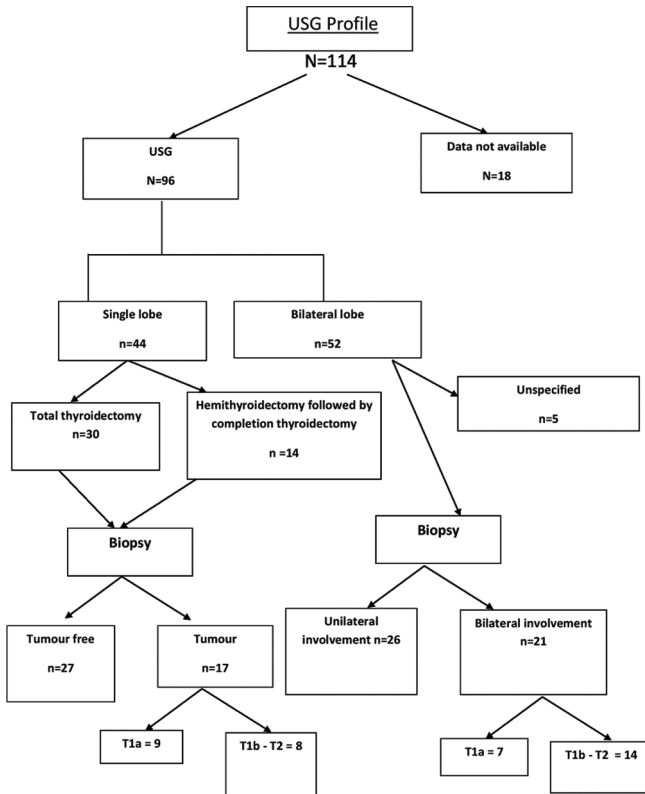 USG Profile
N=114
USG
N=96
Data not available
N=18
Single lobe
n=44
Bilateral lobe
n=52
Unspecified
n=5
Total thyroidectomy
n=30
Hemithyroidectomy followed by
completion thyroidectomy
n =14
Biopsy
Biopsy
Tumour free
n=27
Tumour
n=17
Unilateral
involvement n=26
Bilateral involvement
n=21
T1a = 9
T1b - T2 = 8
T1a = 7
T1b - T2 = 14